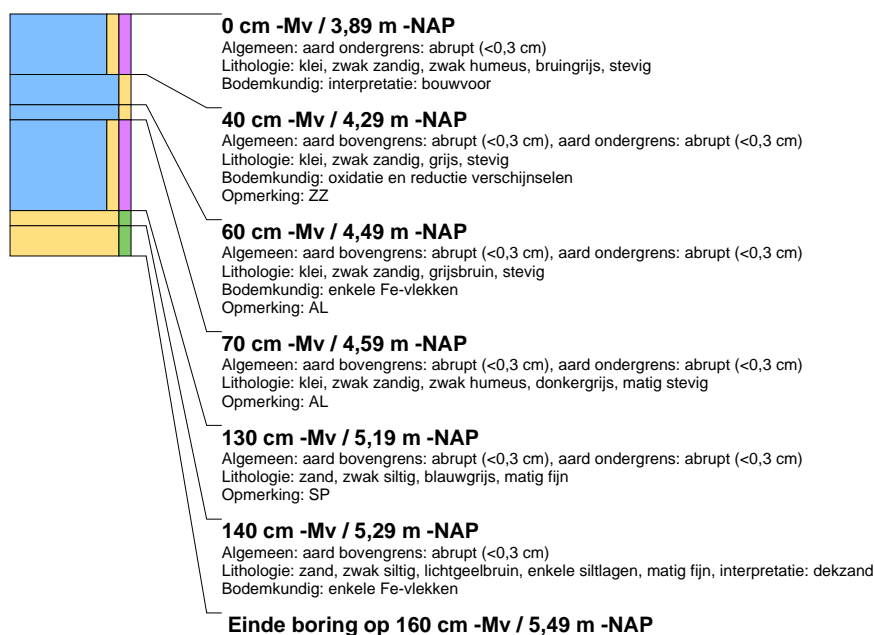 0 cm -Mv / 3,89 m -NAP
Algemeen: aard ondergrens: abrupt (<0,3 cm)
Lithologie: klei, zwak zandig, zwak humeus, bruingrijs, stevig
Bodemkundig: interpretatie: bouwvoor
40 cm -Mv / 4,29 m -NAP
Algemeen: aard bovengrens: abrupt (<0,3 cm), aard ondergrens: abrupt (<0,3 cm)
Lithologie: klei, zwak zandig, grijs, stevig
Bodemkundig: oxidatie en reductie verschijnselen
Opmerking: ZZ
60 cm -Mv / 4,49 m -NAP
Algemeen: aard bovengrens: abrupt (<0,3 cm), aard ondergrens: abrupt (<0,3 cm)
Lithologie: klei, zwak zandig, grijsbruin, stevig
Bodemkundig: enkele Fe-vlekken
Opmerking: AL
70 cm -Mv / 4,59 m -NAP
Algemeen: aard bovengrens: abrupt (<0,3 cm), aard ondergrens: abrupt (<0,3 cm)
Lithologie: klei, zwak zandig, zwak humeus, donkergrijs, matig stevig
Opmerking: AL
130 cm -Mv / 5,19 m -NAP
Algemeen: aard bovengrens: abrupt (<0,3 cm), aard ondergrens: abrupt (<0,3 cm)
Lithologie: zand, zwak siltig, blauwgrijs, matig fijn
Opmerking: SP
140 cm -Mv / 5,29 m -NAP
Algemeen: aard bovengrens: abrupt (<0,3 cm)
Lithologie: zand, zwak siltig, lichtgeelbruin, enkele siltlagen, matig fijn, interpretatie: dekzand
Bodemkundig: enkele Fe-vlekken
Einde boring op 160 cm -Mv / 5,49 m -NAP